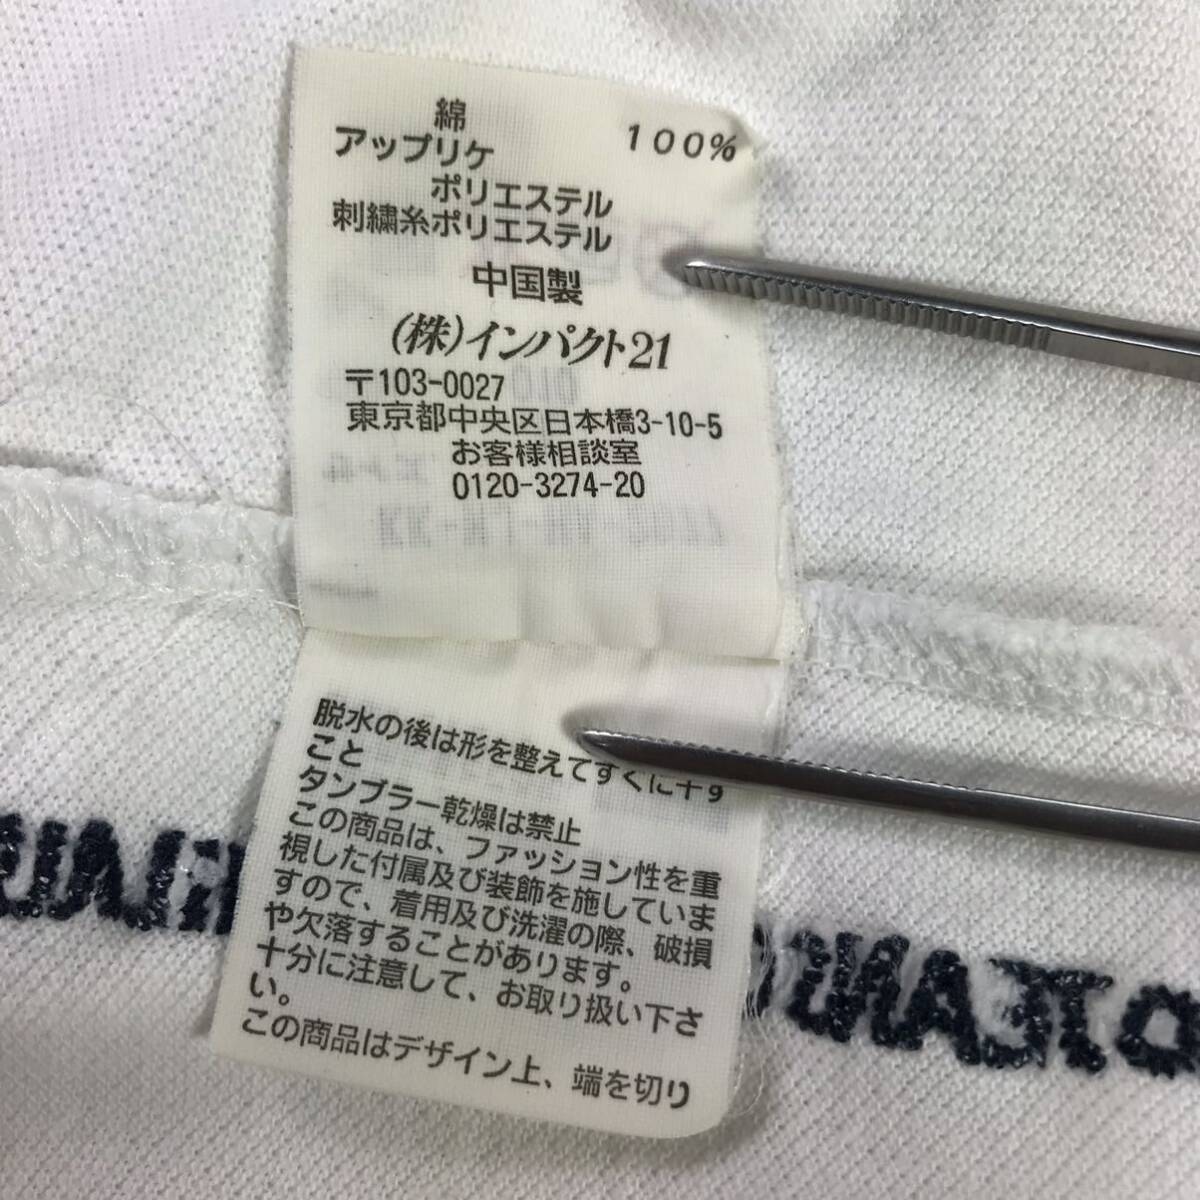 綿 100%
アップリケ
ポリエステル
刺繍糸ポリエステル
中国製
(株)インパクト21
〒103-0027
東京都中央区日本橋3-10-5
お客様相談室
0120-3274-20
脱水の後は形を整えてすぐに干す
こと
タンブラー乾燥は禁止
この商品は、ファッション性を重
視した付属及び装飾を施していま
すので、着用及び洗濯の際、破損
や欠落することがあります。
十分に注意して、お取り扱い下さ
い。
この商品はデザイン上、端を切り